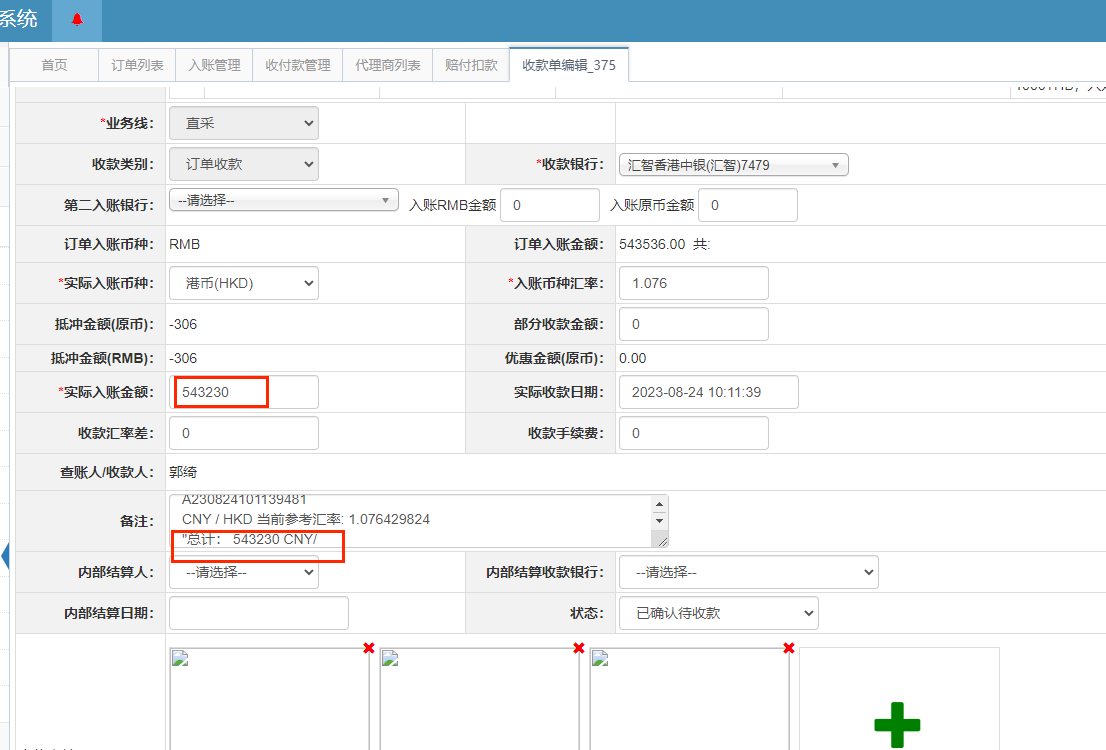 系统
首页 订单列表 入账管理 收付款管理 代理商列表 赔付扣款 收款单编辑_375
*业务线: 直采
收款类别: 订单收款 *收款银行: 汇智香港中银(汇智)7479
第二入账银行: --请选择-- 入账RMB金额 0 入账原币金额 0
订单入账币种: RMB 订单入账金额: 543536.00 共:
*实际入账币种: 港币(HKD) *入账币种汇率: 1.076
抵冲金额(原币): -306 部分收款金额: 0
抵冲金额(RMB): -306 优惠金额(原币): 0.00
*实际入账金额: 543230 实际收款日期: 2023-08-24 10:11:39
收款汇率差: 0 收款手续费: 0
查账人/收款人: 郭绮
备注: A230824101139481
CNY / HKD 当前参考汇率: 1.076429824
"总计: 543230 CNY/
内部结算人: --请选择-- 内部结算收款银行: --请选择--
内部结算日期: 状态: 已确认待收款